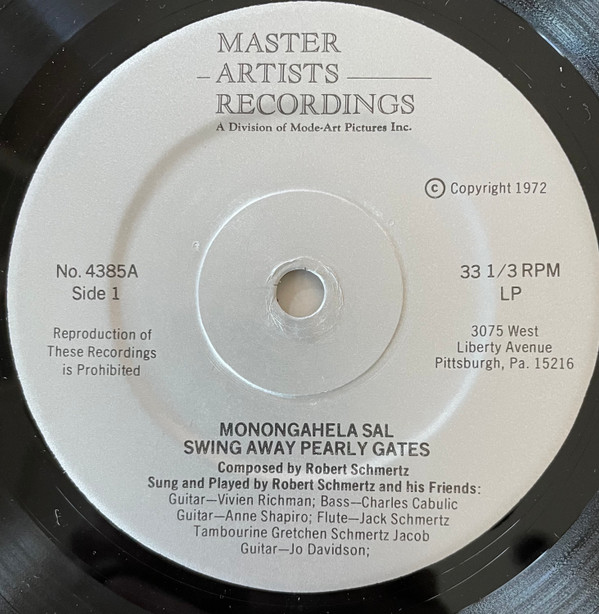 MASTER
ARTISTS
RECORDINGS
A Division of Mode-Art Pictures Inc.
© Copyright 1972
No. 4385A
Side 1
33 1/3 RPM
LP
Reproduction of
These Recordings
is Prohibited
3075 West
Liberty Avenue
Pittsburgh, Pa. 15216
MONONGAHELA SAL
SWING AWAY PEARLY GATES
Composed by Robert Schmertz
Sung and Played by Robert Schmertz and his Friends:
Guitar—Vivien Richman; Bass—Charles Cabulic
Guitar—Anne Shapiro; Flute—Jack Schmertz
Tambourine Gretchen Schmertz Jacob
Guitar—Jo Davidson;